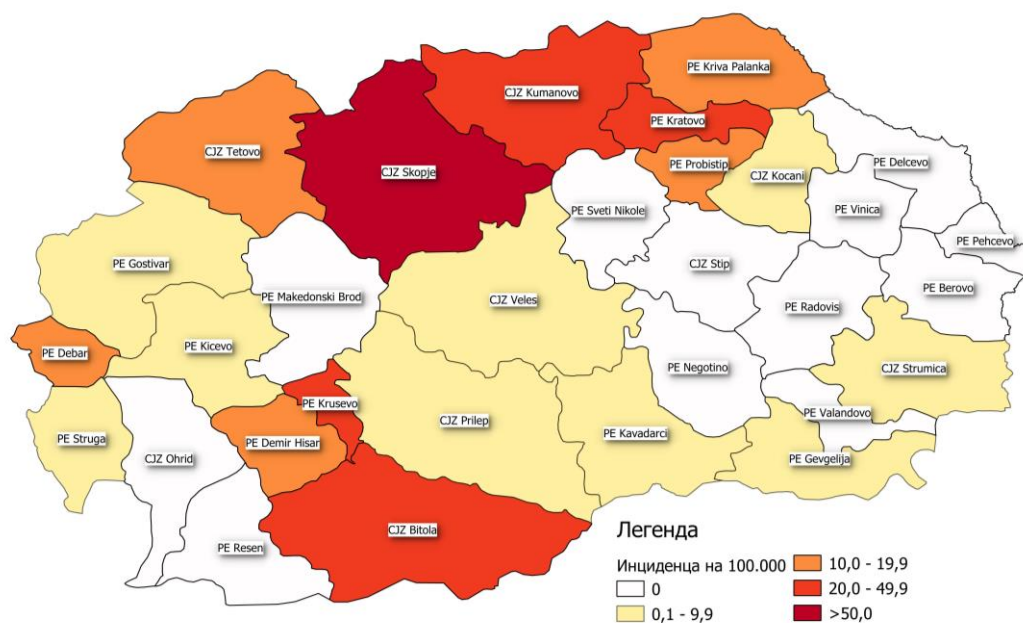 PE Kriva Palanka
CJZ Kumanovo
PE Kratovo
CJZ Tetovo
CJZ Skopje
PE Probistip
CJZ Kocani
PE Delcevo
PE Sveti Nikole
PE Vinica
PE Pehcevo
PE Gostivar
CJZ Stip
PE Makedonski Brod
CJZ Veles
PE Radovis
PE Berovo
PE Debar
PE Kicevo
PE Negotino
CJZ Strumica
PE Krusevo
PE Valandovo
PE Struga
PE Demir Hisar
CJZ Prilep
PE Kavadarci
CJZ Ohrid
PE Gevgelija
CJZ Bitola
PE Resen
Легенда
Инциденца на 100.000
0
0,1 - 9,9
10,0 - 19,9
20,0 - 49,9
>50,0